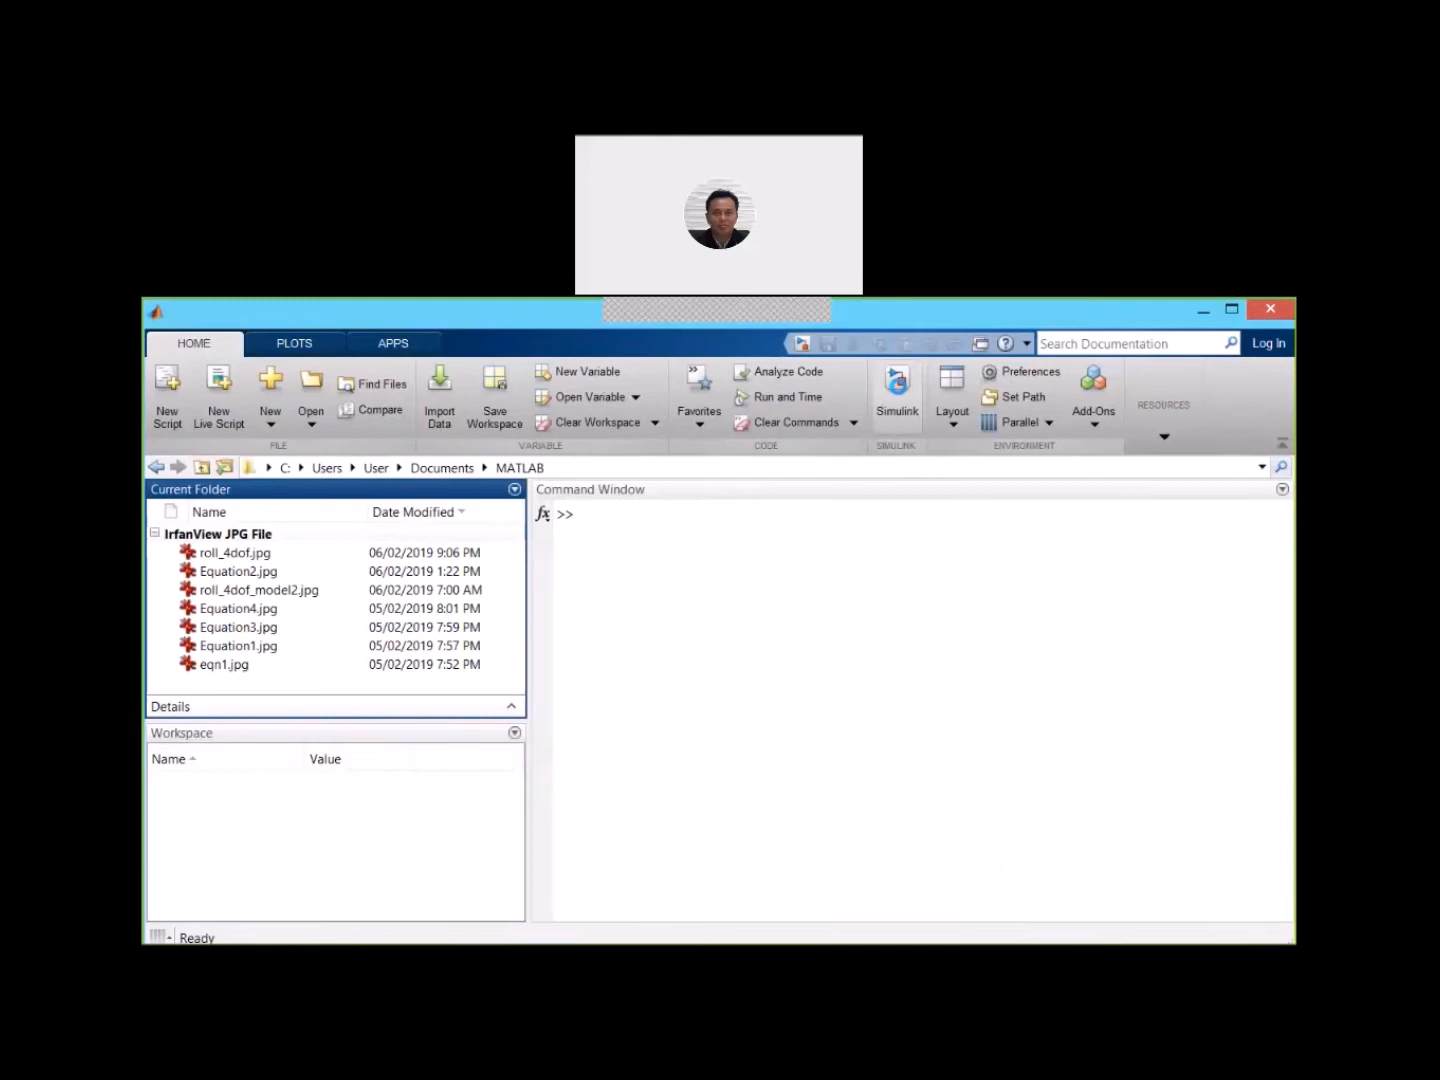 HOME PLOTS APPS Search Documentation Log In
New Script New Live Script New Open Find Files Compare Import Data Save Workspace New Variable Open Variable Clear Workspace Favorites Analyze Code Run and Time Clear Commands Simulink Layout Preferences Set Path Parallel Add-Ons RESOURCES
FILE VARIABLE CODE SIMULINK ENVIRONMENT
C: Users User Documents MATLAB
Current Folder
Name Date Modified
IrfanView JPG File
roll_4dof.jpg 06/02/2019 9:06 PM
Equation2.jpg 06/02/2019 1:22 PM
roll_4dof_model2.jpg 06/02/2019 7:00 AM
Equation4.jpg 05/02/2019 8:01 PM
Equation3.jpg 05/02/2019 7:59 PM
Equation1.jpg 05/02/2019 7:57 PM
eqn1.jpg 05/02/2019 7:52 PM
Details
Workspace
Name Value
Command Window
fx >>
Ready